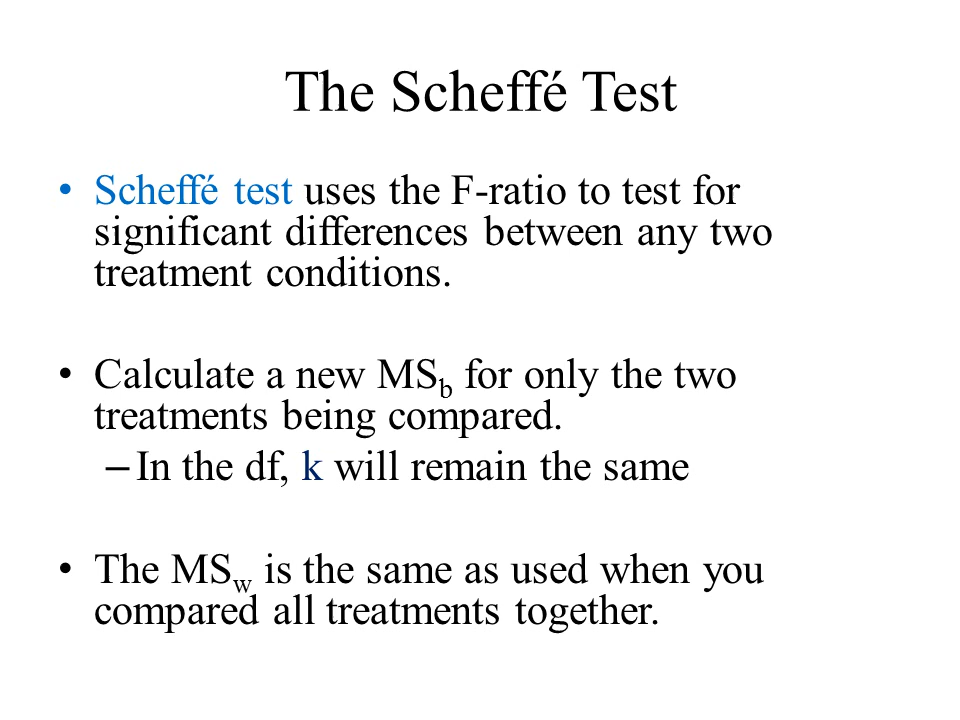 The Scheffé Test
• Scheffé test uses the F-ratio to test for
significant differences between any two
treatment conditions.
• Calculate a new MSb for only the two
treatments being compared.
– In the df, k will remain the same
• The MSw is the same as used when you
compared all treatments together.